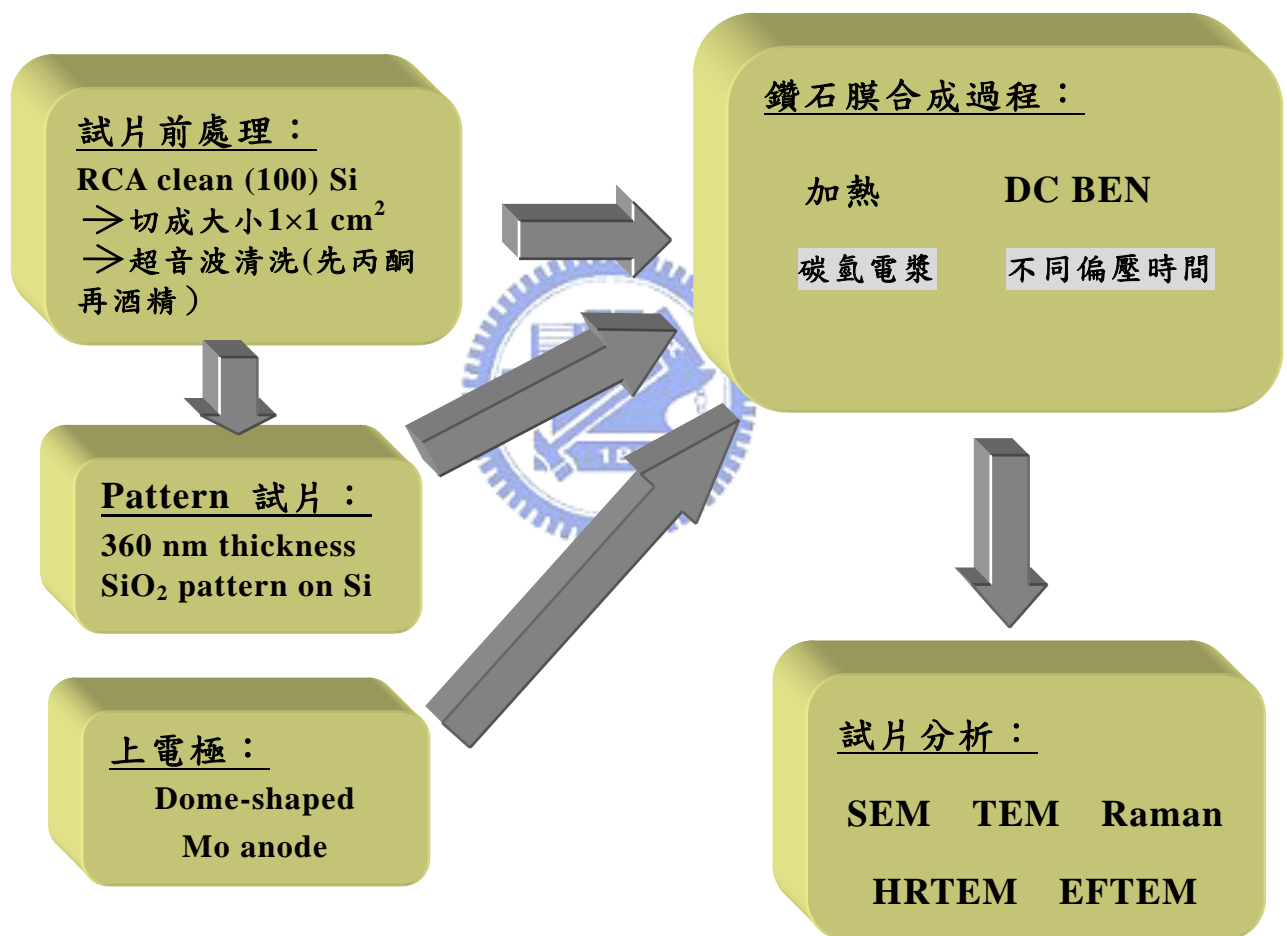 試片前處理：
RCA clean (100) Si
→切成大小1×1 cm²
→超音波清洗(先丙酮
再酒精）
鑽石膜合成過程：
加熱 DC BEN
碳氫電漿 不同偏壓時間
Pattern 試片：
360 nm thickness
SiO₂ pattern on Si
上電極：
Dome-shaped
Mo anode
試片分析：
SEM TEM Raman
HRTEM EFTEM